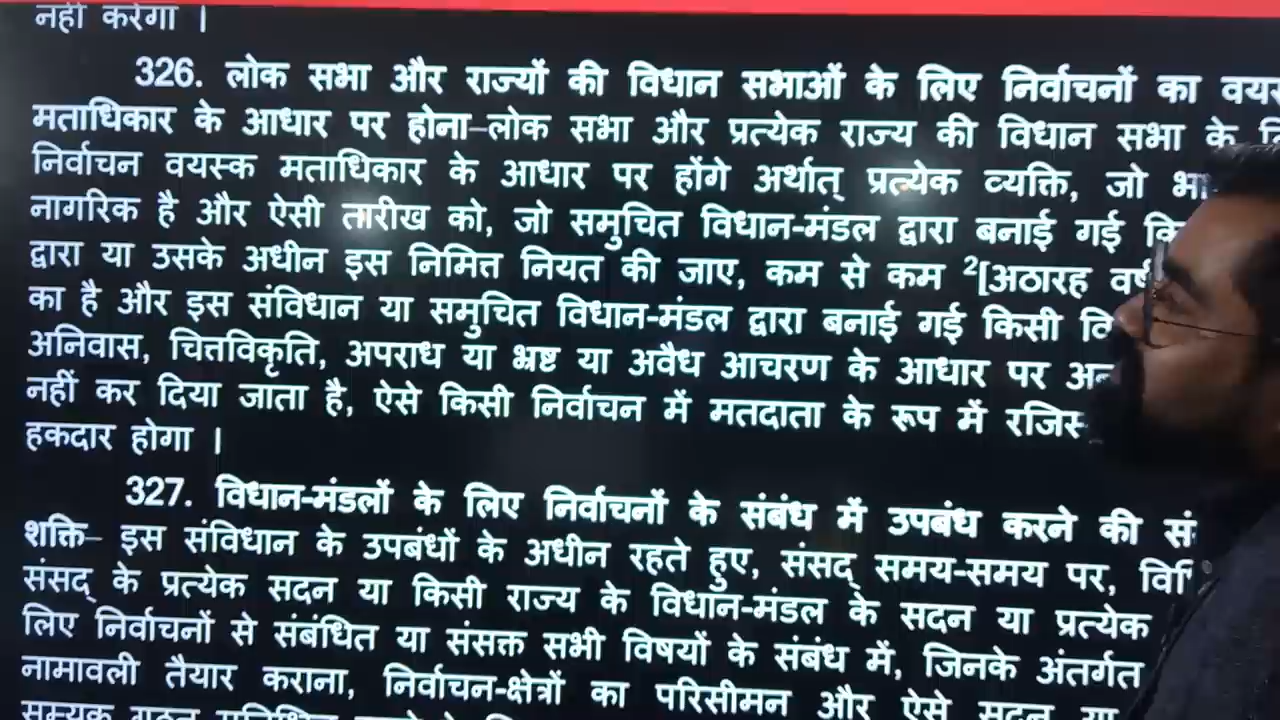 नहीं करेगा ।
326. लोक सभा और राज्यों की विधान सभाओं के लिए निर्वाचनों का
मताधिकार के आधार पर होना–लोक सभा और प्रत्येक राज्य की विधान सभा के
निर्वाचन वयस्क मताधिकार के आधार पर होंगे अर्थात् प्रत्येक व्यक्ति, जो
नागरिक है और ऐसी तारीख को, जो समुचित विधान-मंडल द्वारा बनाई गई
द्वारा या उसके अधीन इस निमित्त नियत की जाए, कम से कम ²[अठारह
का है और इस संविधान या समुचित विधान-मंडल द्वारा बनाई गई किसी
अनिवास, चित्तविकृति, अपराध या भ्रष्ट या अवैध आचरण के आधार पर
नहीं कर दिया जाता है, ऐसे किसी निर्वाचन में मतदाता के रूप में
हकदार होगा ।
327. विधान-मंडलों के लिए निर्वाचनों के संबंध में उपबंध करने की
शक्ति– इस संविधान के उपबंधों के अधीन रहते हुए, संसद् समय-समय पर,
संसद् के प्रत्येक सदन या किसी राज्य के विधान-मंडल के सदन या प्रत्येक
लिए निर्वाचनों से संबंधित या संसक्त सभी विषयों के संबंध में, जिनके अंतर्गत
नामावली तैयार कराना, निर्वाचन-क्षेत्रों का परिसीमन और ऐसे सदन या